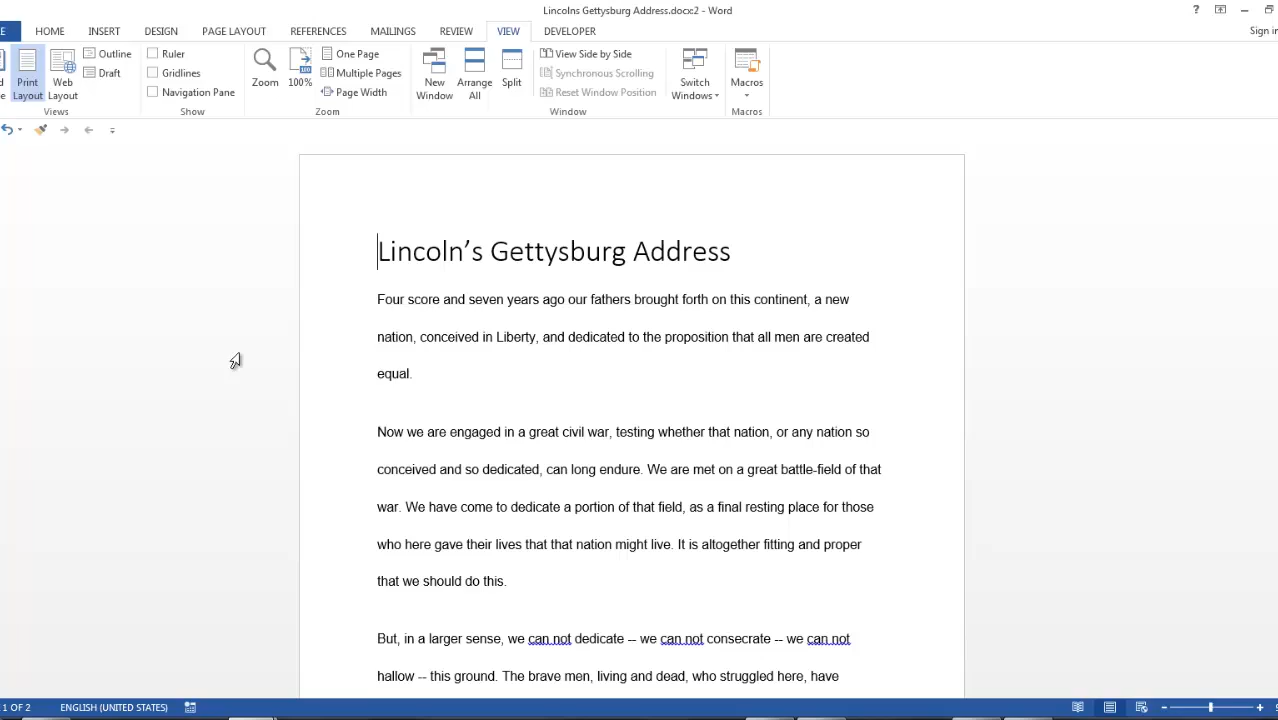 Lincolns Gettysburg Address.docx:2 - Word
? Sign in
HOME INSERT DESIGN PAGE LAYOUT REFERENCES MAILINGS REVIEW VIEW DEVELOPER
Print Layout
Web Layout
Outline
Draft
Views
Ruler
Gridlines
Navigation Pane
Show
Zoom
100%
One Page
Multiple Pages
Page Width
Zoom
New Window
Arrange All
Split
View Side by Side
Synchronous Scrolling
Reset Window Position
Window
Switch Windows
Macros
Macros
Lincoln’s Gettysburg Address
Four score and seven years ago our fathers brought forth on this continent, a new
nation, conceived in Liberty, and dedicated to the proposition that all men are created
equal.
Now we are engaged in a great civil war, testing whether that nation, or any nation so
conceived and so dedicated, can long endure. We are met on a great battle-field of that
war. We have come to dedicate a portion of that field, as a final resting place for those
who here gave their lives that that nation might live. It is altogether fitting and proper
that we should do this.
But, in a larger sense, we can not dedicate -- we can not consecrate -- we can not
hallow -- this ground. The brave men, living and dead, who struggled here, have
1 OF 2 ENGLISH (UNITED STATES)